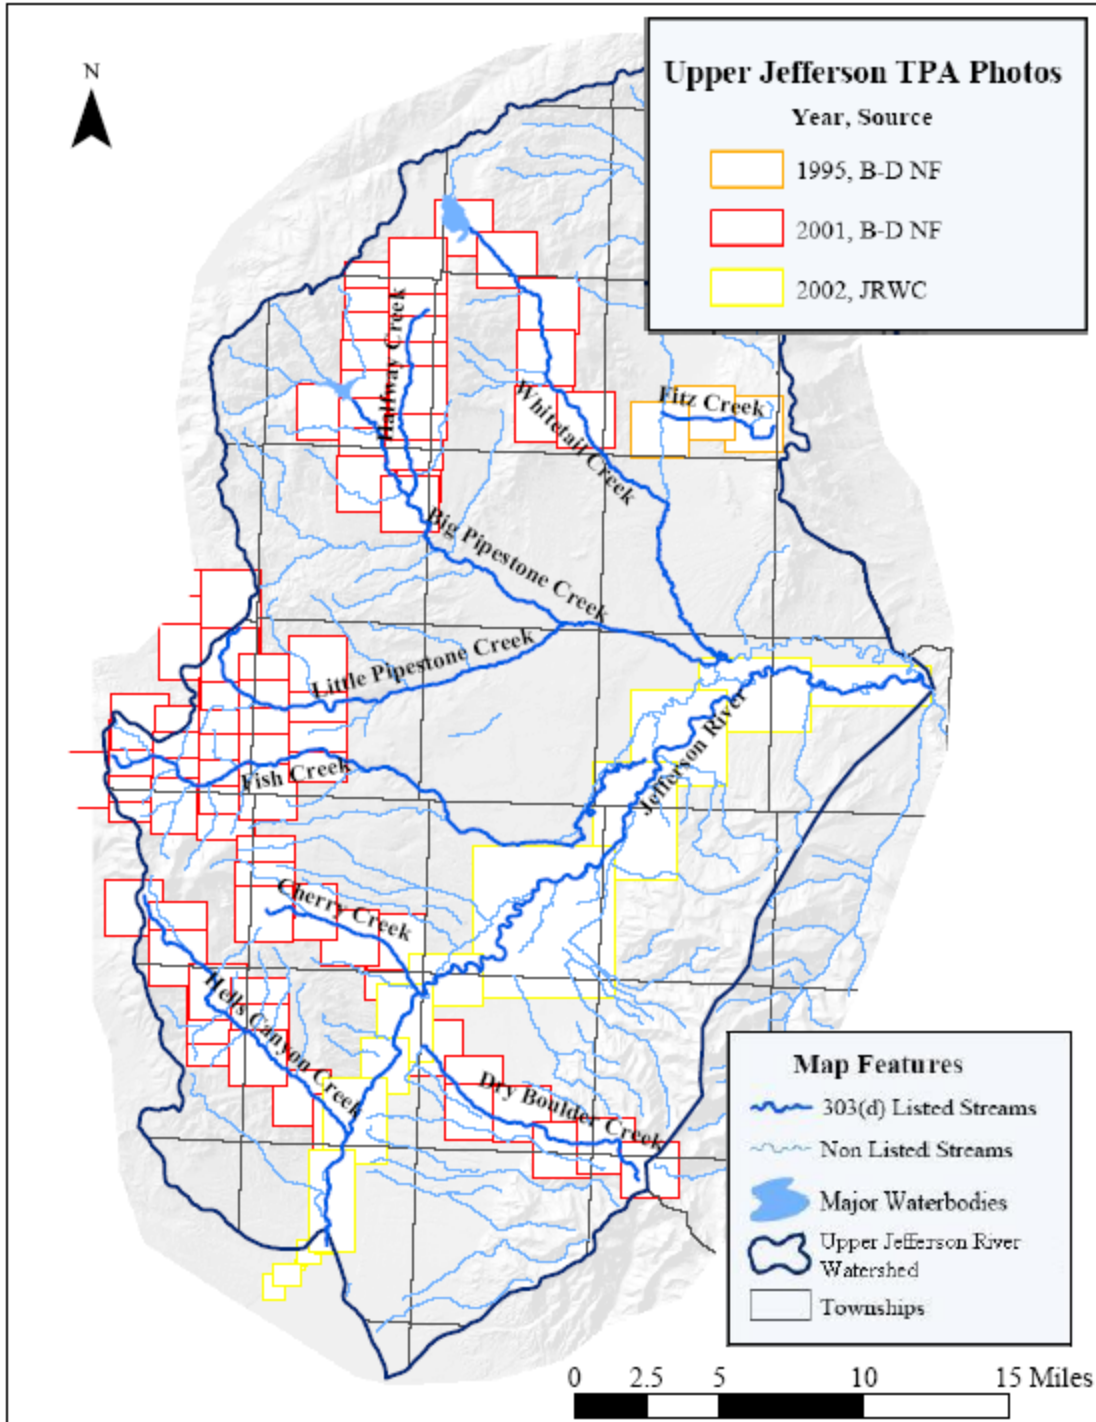 N
Upper Jefferson TPA Photos
Year, Source
1995, B-D NF
2001, B-D NF
2002, JRWC
Halfway Creek
Whitetail Creek
Fitz Creek
Big Pipestone Creek
Little Pipestone Creek
Jefferson River
Fish Creek
Cherry Creek
Hells Canyon Creek
Dry Boulder Creek
Map Features
303(d) Listed Streams
Non Listed Streams
Major Waterbodies
Upper Jefferson River
Watershed
Townships
0 2.5 5 10 15 Miles